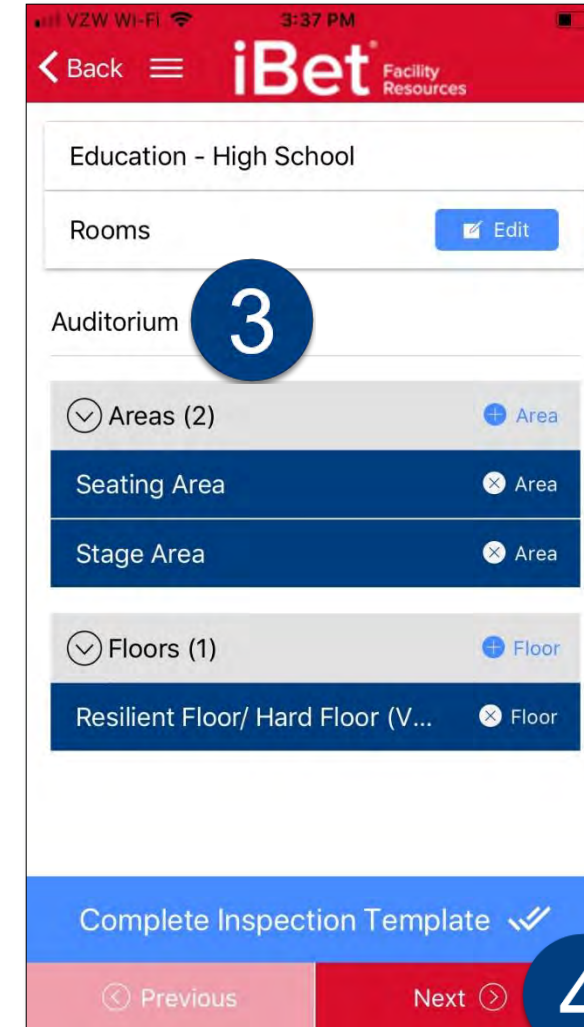 VZW Wi-Fi 3:37 PM
Back iBet® Facility Resources
Education - High School
Rooms Edit
Auditorium 3
Areas (2) Area
Seating Area Area
Stage Area Area
Floors (1) Floor
Resilient Floor/ Hard Floor (V... Floor
Complete Inspection Template
Previous Next 4